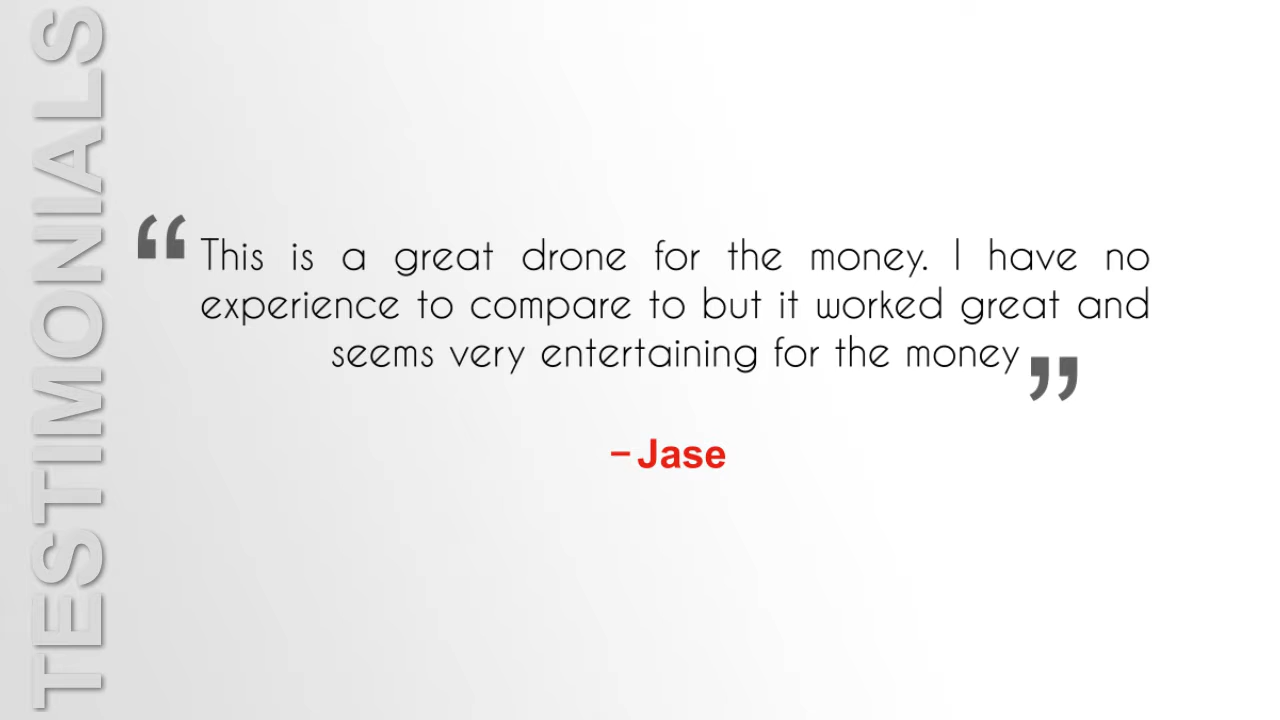 TESTIMONIALS
“This is a great drone for the money. I have no
experience to compare to but it worked great and
seems very entertaining for the money”
– Jase